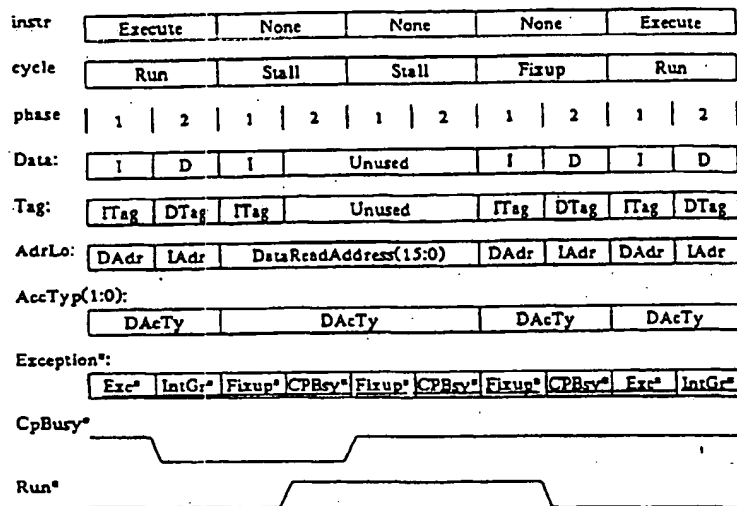 instr Execute None None None Execute
cycle Run Stall Stall Fixup Run
phase 1 2 1 2 1 2 1 2 1 2
Data: I D I Unused I D I D
Tag: ITag DTag ITag Unused ITag DTag ITag DTag
AdrLo: DAdr IAdr DataReadAddress(15:0) DAdr IAdr DAdr IAdr
AccTyp(1:0):
DAcTy DAcTy DAcTy DAcTy
Exception*:
Exc* IntGr* Fixup* CPBsy* Fixup* CPBsy* Fixup* CPBsy* Exc* IntGr*
CpBusy*
Run*